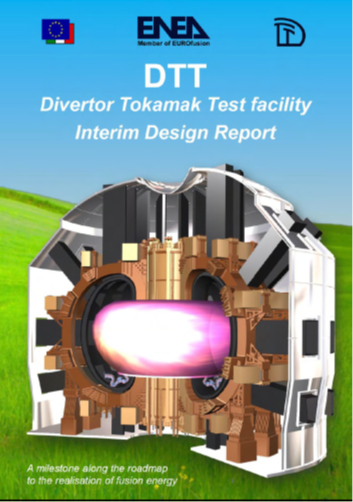 ENEA
Member of EUROfusion
DTT
Divertor Tokamak Test facility
Interim Design Report
A milestone along the roadmap
to the realisation of fusion energy